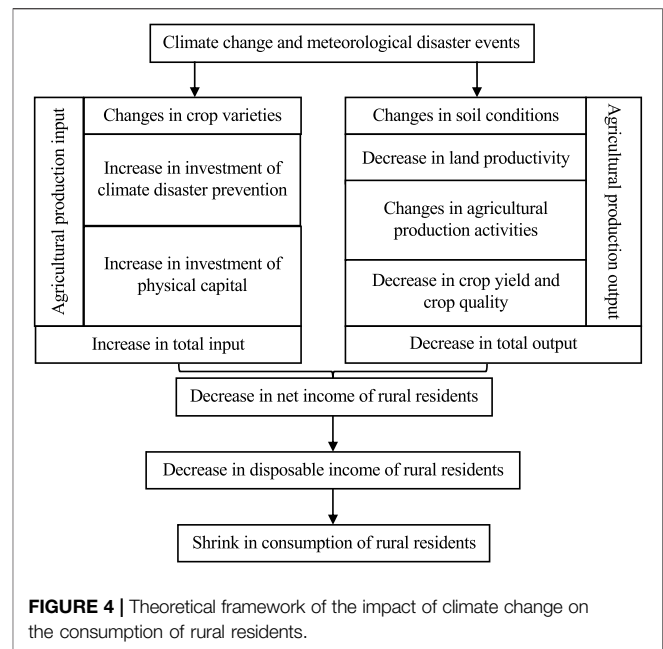 Climate change and meteorological disaster events
Agricultural production input
Changes in crop varieties
Increase in investment of
climate disaster prevention
Increase in investment of
physical capital
Increase in total input
Changes in soil conditions
Decrease in land productivity
Changes in agricultural
production activities
Decrease in crop yield and
crop quality
Agricultural production output
Decrease in total output
Decrease in net income of rural residents
Decrease in disposable income of rural residents
Shrink in consumption of rural residents
FIGURE 4 | Theoretical framework of the impact of climate change on
the consumption of rural residents.